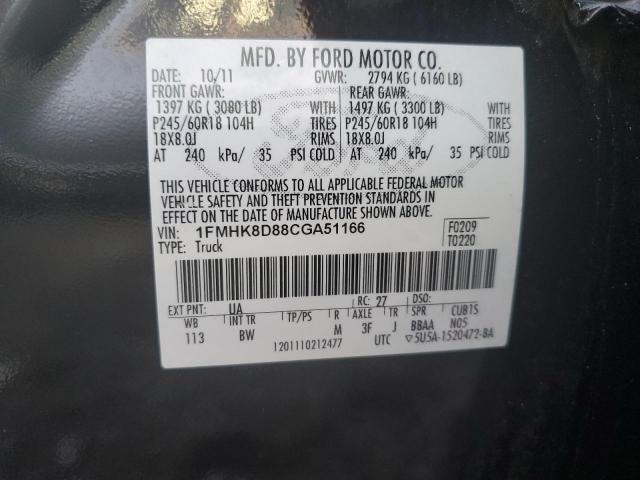 MFD. BY FORD MOTOR CO.
DATE: 10/11 GVWR: 2794 KG ( 6160 LB)
FRONT GAWR: REAR GAWR:
1397 KG ( 3080 LB) WITH 1497 KG ( 3300 LB) WITH
P245/60R18 104H TIRES P245/60R18 104H TIRES
18X8.0J RIMS 18X8.0J RIMS
AT 240 kPa/ 35 PSI COLD AT 240 kPa/ 35 PSI COLD
THIS VEHICLE CONFORMS TO ALL APPLICABLE FEDERAL MOTOR
VEHICLE SAFETY AND THEFT PREVENTION STANDARDS IN
EFFECT ON THE DATE OF MANUFACTURE SHOWN ABOVE.
VIN: 1FMHK8D88CGA51166 F0209
TYPE: Truck T0220
EXT PNT: UA RC: 27 DSO:
WB INT TR TP/PS R AXLE TR SPR CUB1S
113 BW M 3F J BBAA N05
1201110212477 UTC ▽5U5A-1520472-BA